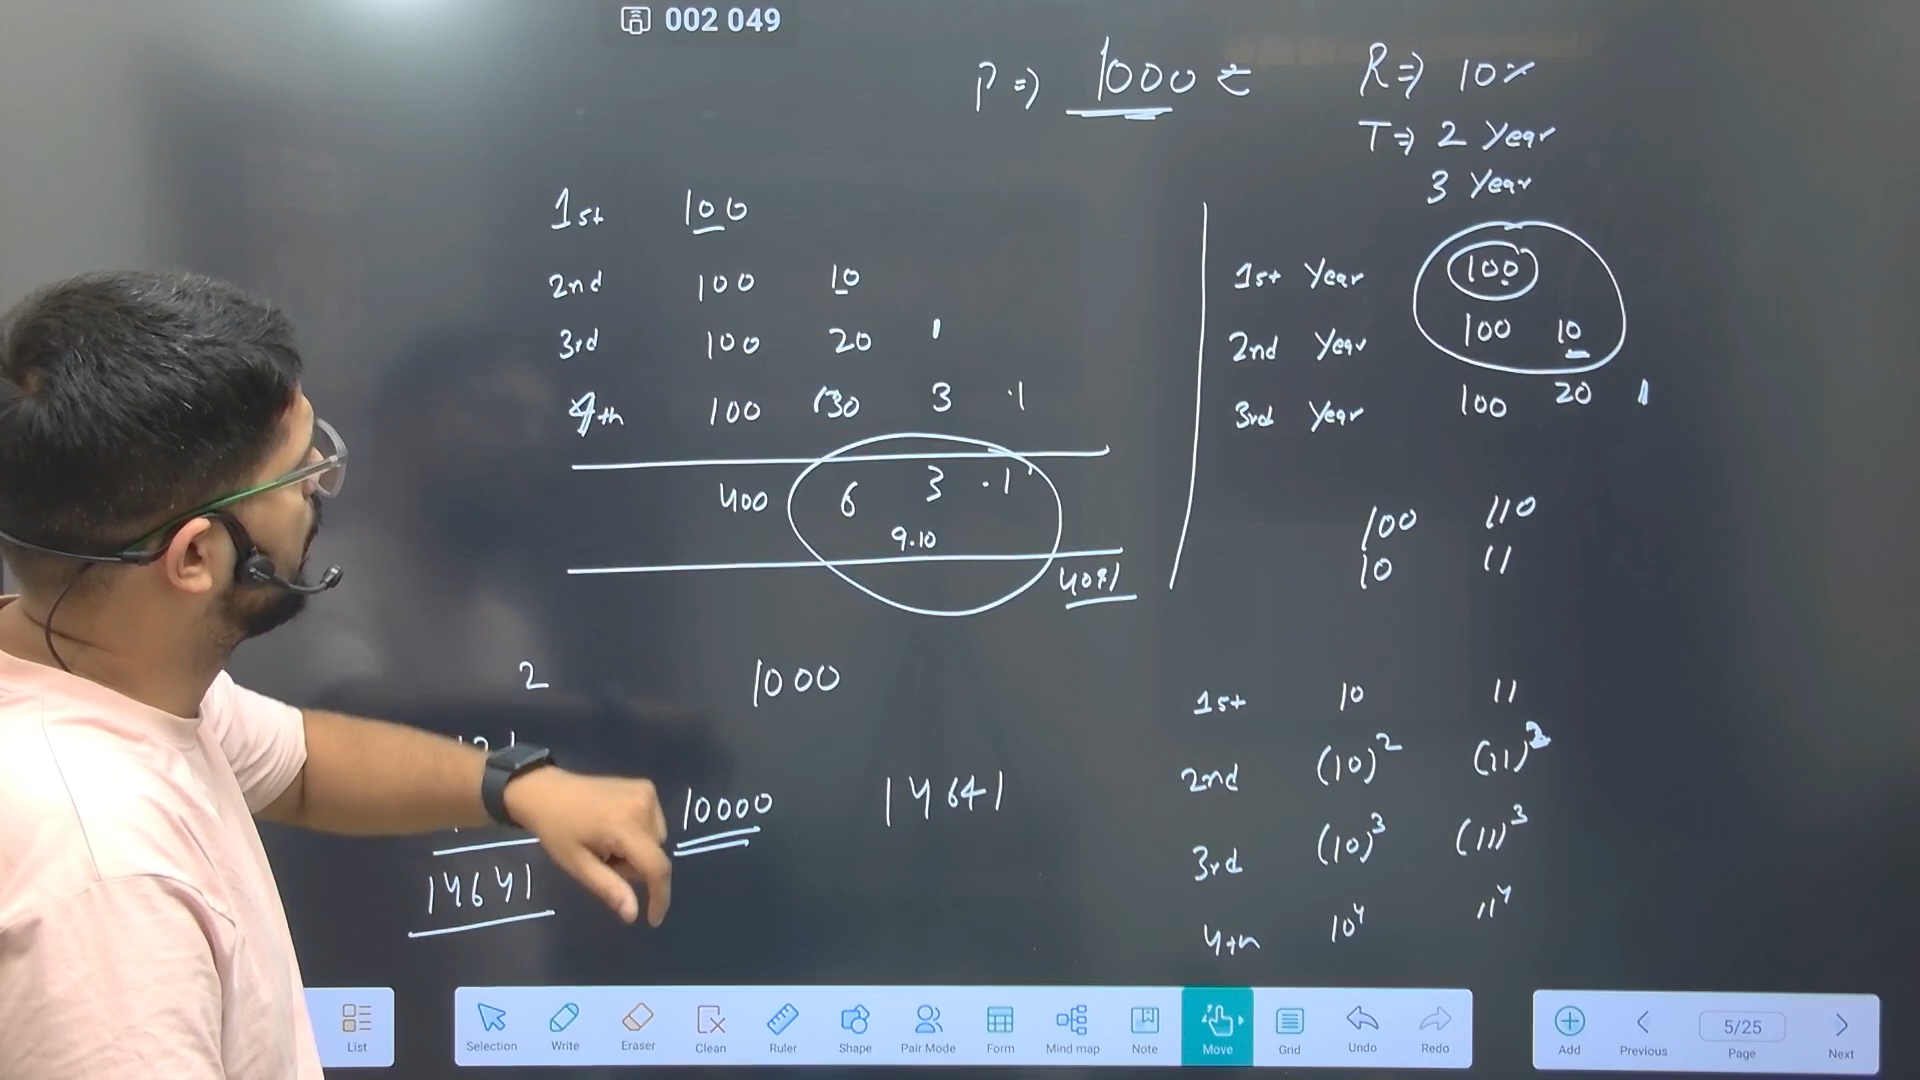 002 049
P ⇒ 1000 ₹
R ⇒ 10%
T ⇒ 2 Year
3 Year
1st 100
2nd 100 10
3rd 100 20 1
4th 100 30 3 .1
400 6 3 .1
9.10
1st Year 100
2nd Year 100 10
3rd Year 100 20 1
100 110
10 11
2
1000
14641
10000
14641
1st 10 11
2nd (10)² (11)²
3rd (10)³ (11)³
4th 10⁴ 11⁴
List
Selection Write Eraser Clean Ruler Shape Pair Mode Form Mind map Note Move Grid Undo Redo
Add Previous 5/25 Page Next